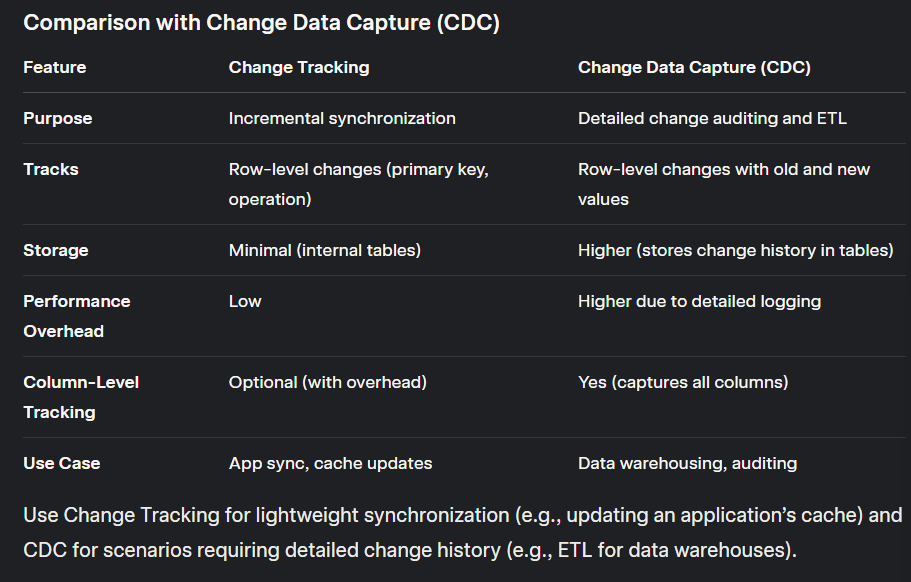 Comparison with Change Data Capture (CDC)
Feature Change Tracking Change Data Capture (CDC)
Purpose Incremental synchronization Detailed change auditing and ETL
Tracks Row-level changes (primary key, Row-level changes with old and new
operation) values
Storage Minimal (internal tables) Higher (stores change history in tables)
Performance Low Higher due to detailed logging
Overhead
Column-Level Optional (with overhead) Yes (captures all columns)
Tracking
Use Case App sync, cache updates Data warehousing, auditing
Use Change Tracking for lightweight synchronization (e.g., updating an application’s cache) and
CDC for scenarios requiring detailed change history (e.g., ETL for data warehouses).